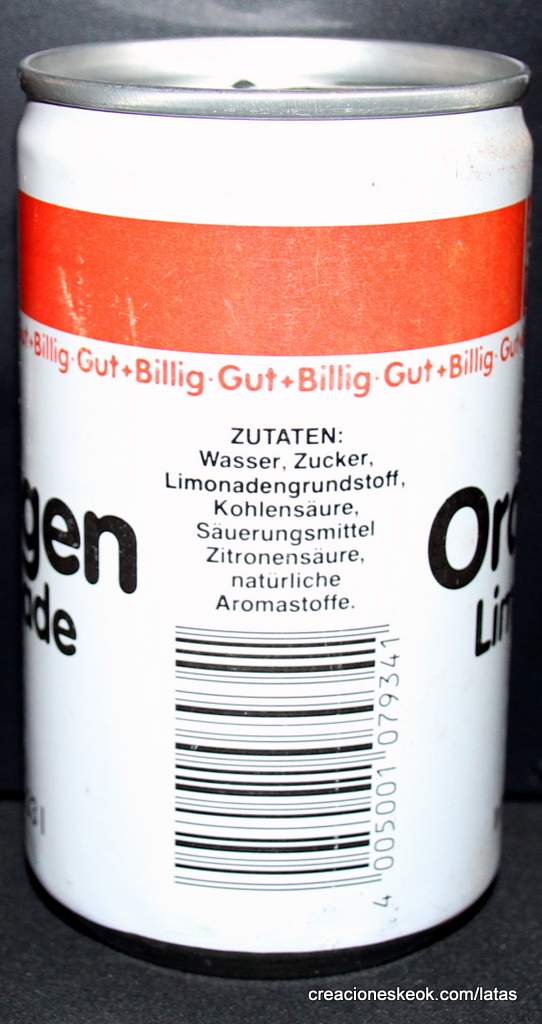 Billig · Gut + Billig · Gut + Billig · Gut + Billig · Gut
ZUTATEN:
Wasser, Zucker,
Limonadengrundstoff,
Kohlensäure,
Säuerungsmittel
Zitronensäure,
natürliche
Aromastoffe.
gen
ade
Ora
Lim
4 005001 079341
creacioneskeok.com/latas